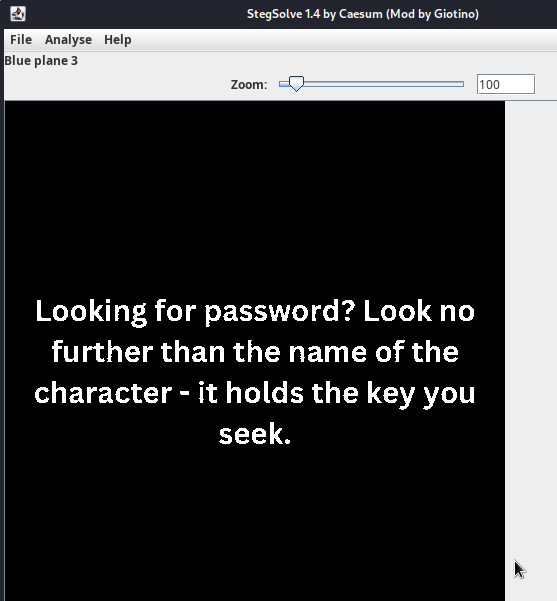 StegSolve 1.4 by Caesum (Mod by Giotino)
File Analyse Help
Blue plane 3
Zoom: 100
Looking for password? Look no
further than the name of the
character - it holds the key you
seek.